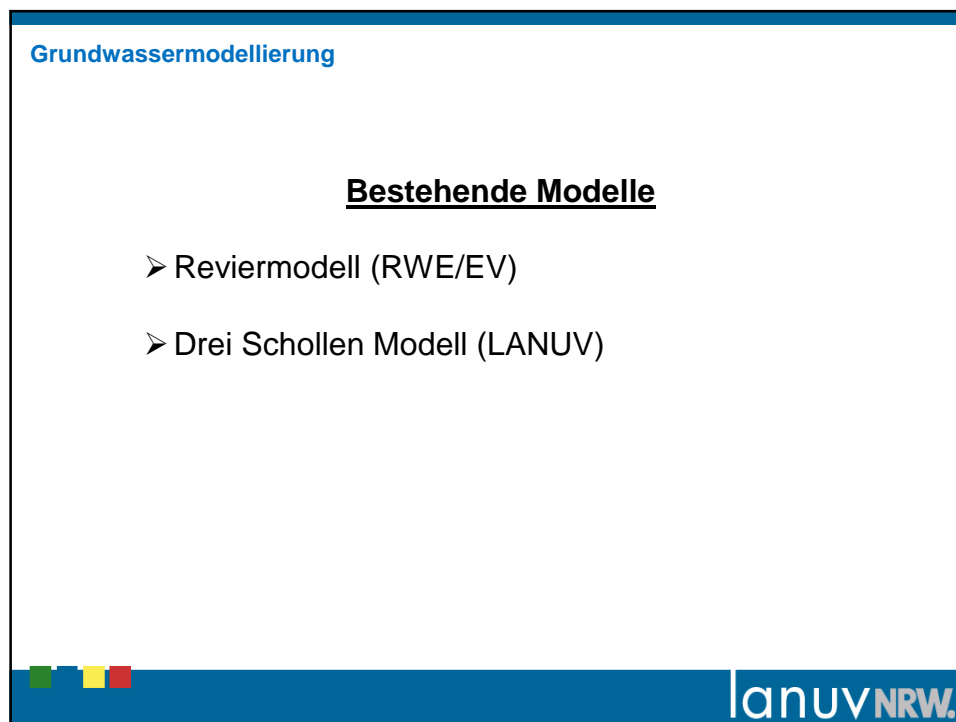 Grundwassermodellierung
Bestehende Modelle
➢ Reviermodell (RWE/EV)
➢ Drei Schollen Modell (LANUV)
lanuvNRW.